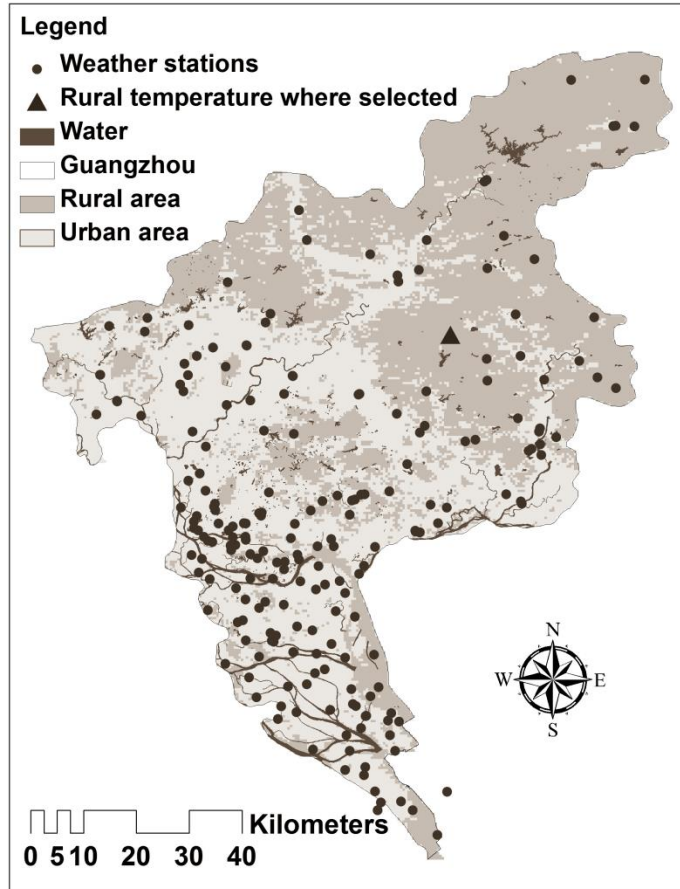 Legend
Weather stations
Rural temperature where selected
Water
Guangzhou
Rural area
Urban area
N
W E
S
Kilometers
0 5 10 20 30 40